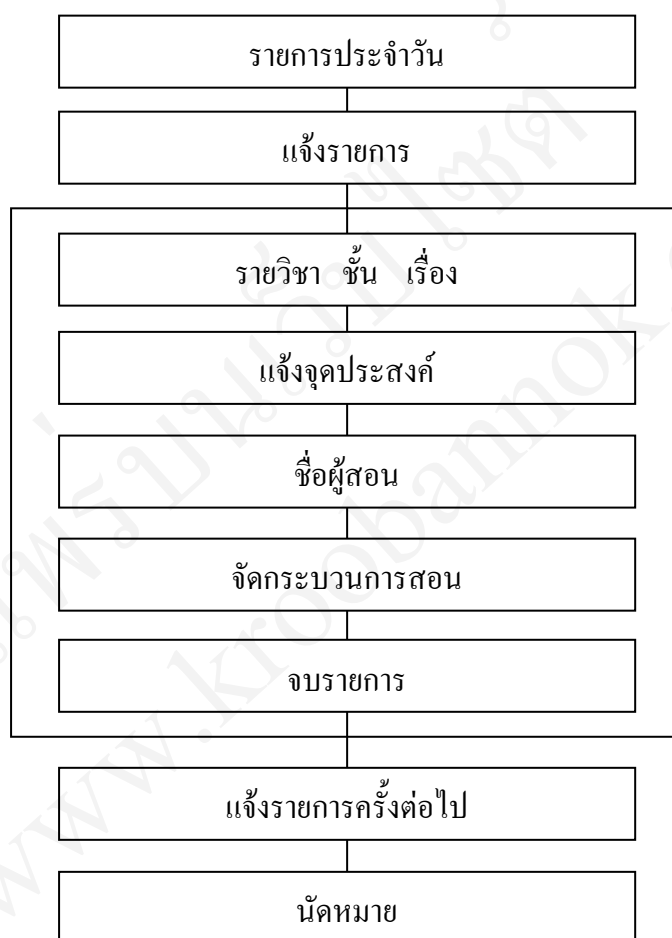 รายการประจำวัน
แจ้งรายการ
รายวิชา ชั้น เรื่อง
แจ้งจุดประสงค์
ชื่อผู้สอน
จัดกระบวนการสอน
จบรายการ
แจ้งรายการครั้งต่อไป
นัดหมาย